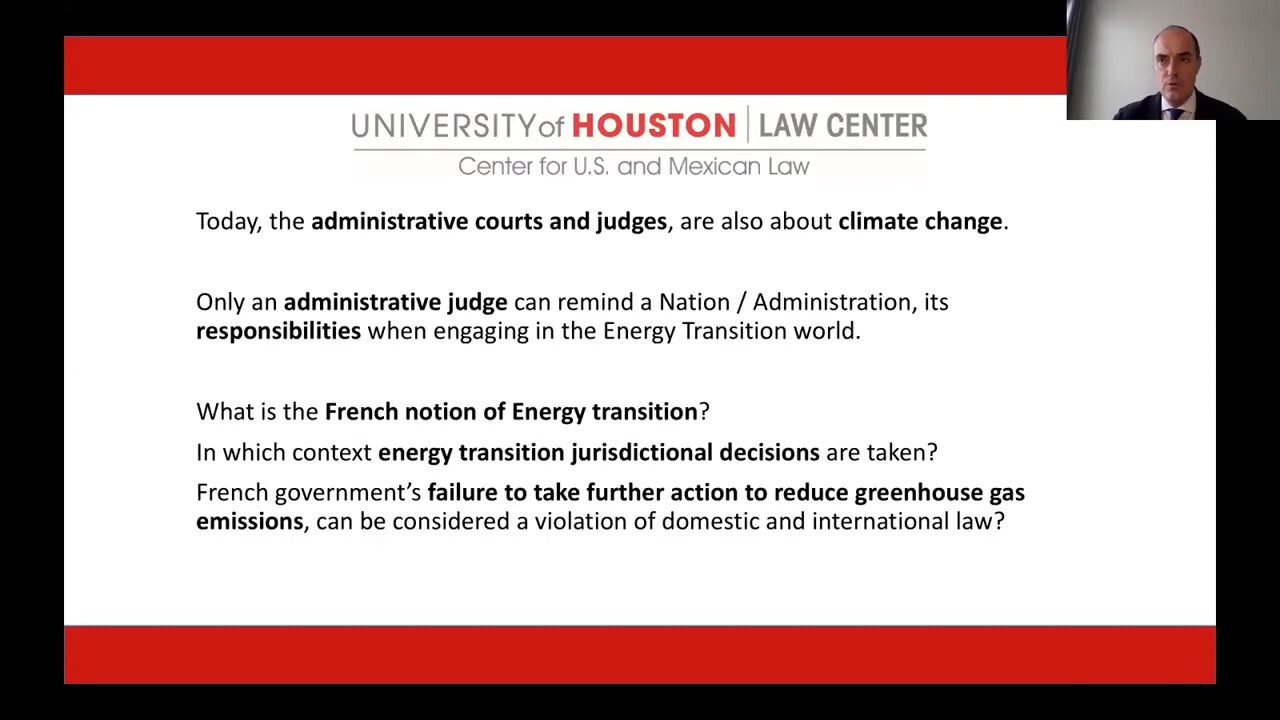 UNIVERSITY of HOUSTON | LAW CENTER
Center for U.S. and Mexican Law
Today, the administrative courts and judges, are also about climate change.
Only an administrative judge can remind a Nation / Administration, its
responsibilities when engaging in the Energy Transition world.
What is the French notion of Energy transition?
In which context energy transition jurisdictional decisions are taken?
French government’s failure to take further action to reduce greenhouse gas
emissions, can be considered a violation of domestic and international law?